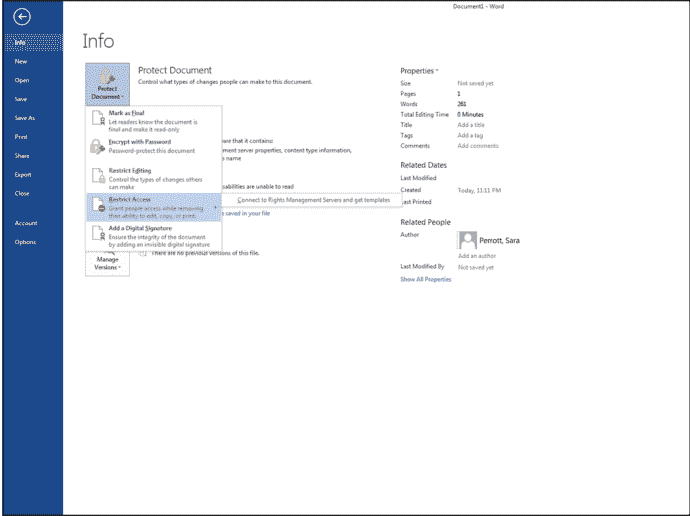 Document1 - Word
Info
New
Open
Save
Save As
Print
Share
Export
Close
Account
Options
Info
Protect Document
Protect Document
Control what types of changes people can make to this document.
Mark as Final
Let readers know the document is final and make it read-only
Encrypt with Password
Password-protect this document
Restrict Editing
Control the types of changes others can make
Restrict Access
Grant people access while removing their ability to edit, copy, or print.
Connect to Rights Management Servers and get templates
Add a Digital Signature
Ensure the integrity of the document by adding an invisible digital signature
ware that it contains:
ment server properties, content type information,
s name
sabilities are unable to read
e saved in your file
Manage Versions
There are no previous versions of this file.
Properties
Size Not saved yet
Pages 1
Words 261
Total Editing Time 0 Minutes
Title Add a title
Tags Add a tag
Comments Add comments
Related Dates
Last Modified
Created Today, 11:11 PM
Last Printed
Related People
Author Perrott, Sara
Add an author
Last Modified By Not saved yet
Show All Properties